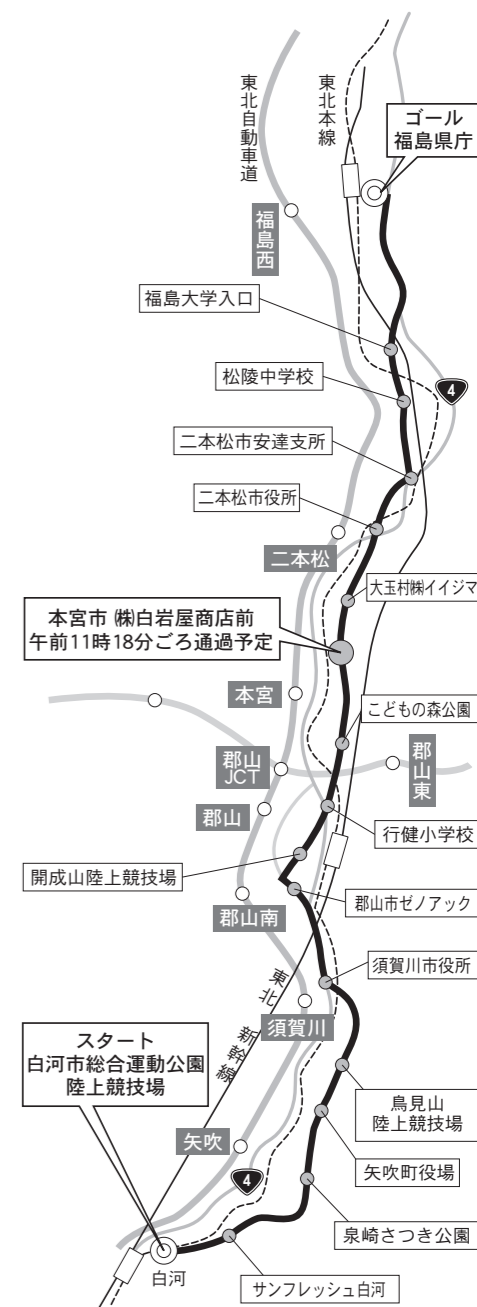 東北自動車道
東北本線
ゴール
福島県庁
福島西
福島大学入口
松陵中学校
4
二本松市安達支所
二本松市役所
二本松
大玉村㈱イイジマ
本宮市 ㈱白岩屋商店前
午前11時18分ごろ通過予定
本宮
こどもの森公園
郡山
JCT
郡山東
郡山
行健小学校
開成山陸上競技場
郡山市ゼノアック
郡山南
須賀川市役所
東北新幹線
須賀川
スタート
白河市総合運動公園
陸上競技場
鳥見山
陸上競技場
矢吹
矢吹町役場
4
泉崎さつき公園
白河
サンフレッシュ白河